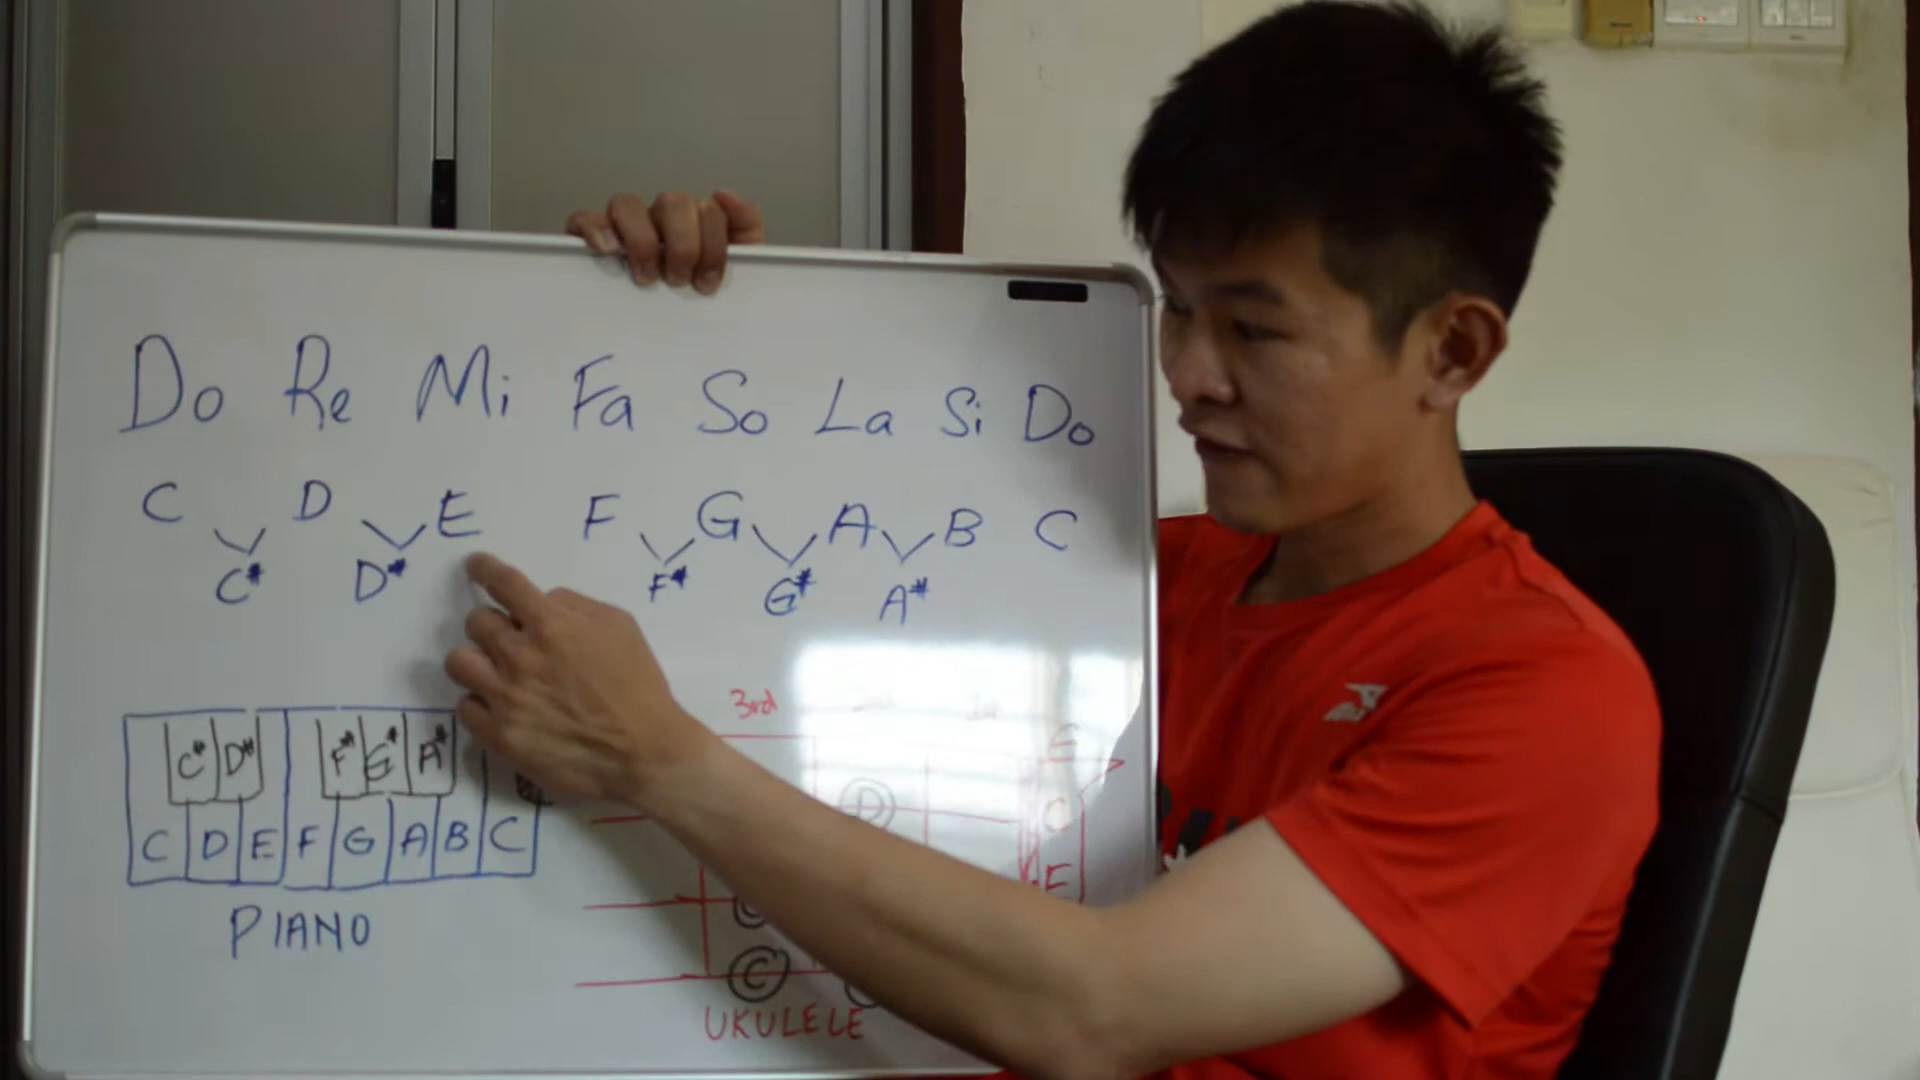 Do Re Mi Fa So La Si Do
C D E F G A B C
C# D# F# G# A#
C# D# F# G# A#
C D E F G A B C
PIANO
3rd
D
C
F
C
UKULELE